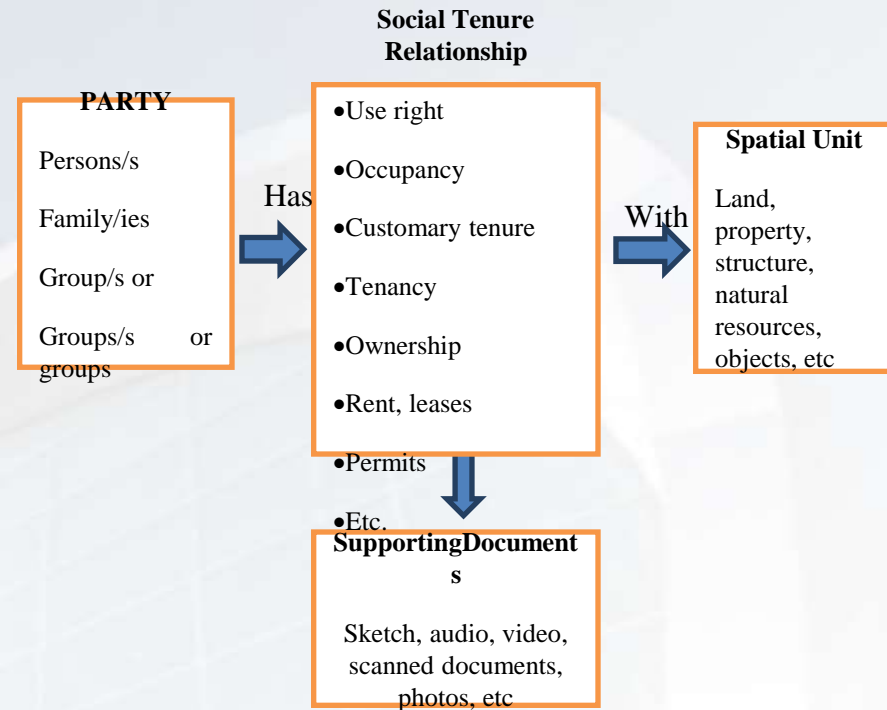 Social Tenure
Relationship
PARTY
Persons/s
Family/ies
Group/s or
Groups/s or
groups
Has
•Use right
•Occupancy
•Customary tenure
•Tenancy
•Ownership
•Rent, leases
•Permits
•Etc.
With
Spatial Unit
Land,
property,
structure,
natural
resources,
objects, etc
SupportingDocument
s
Sketch, audio, video,
scanned documents,
photos, etc